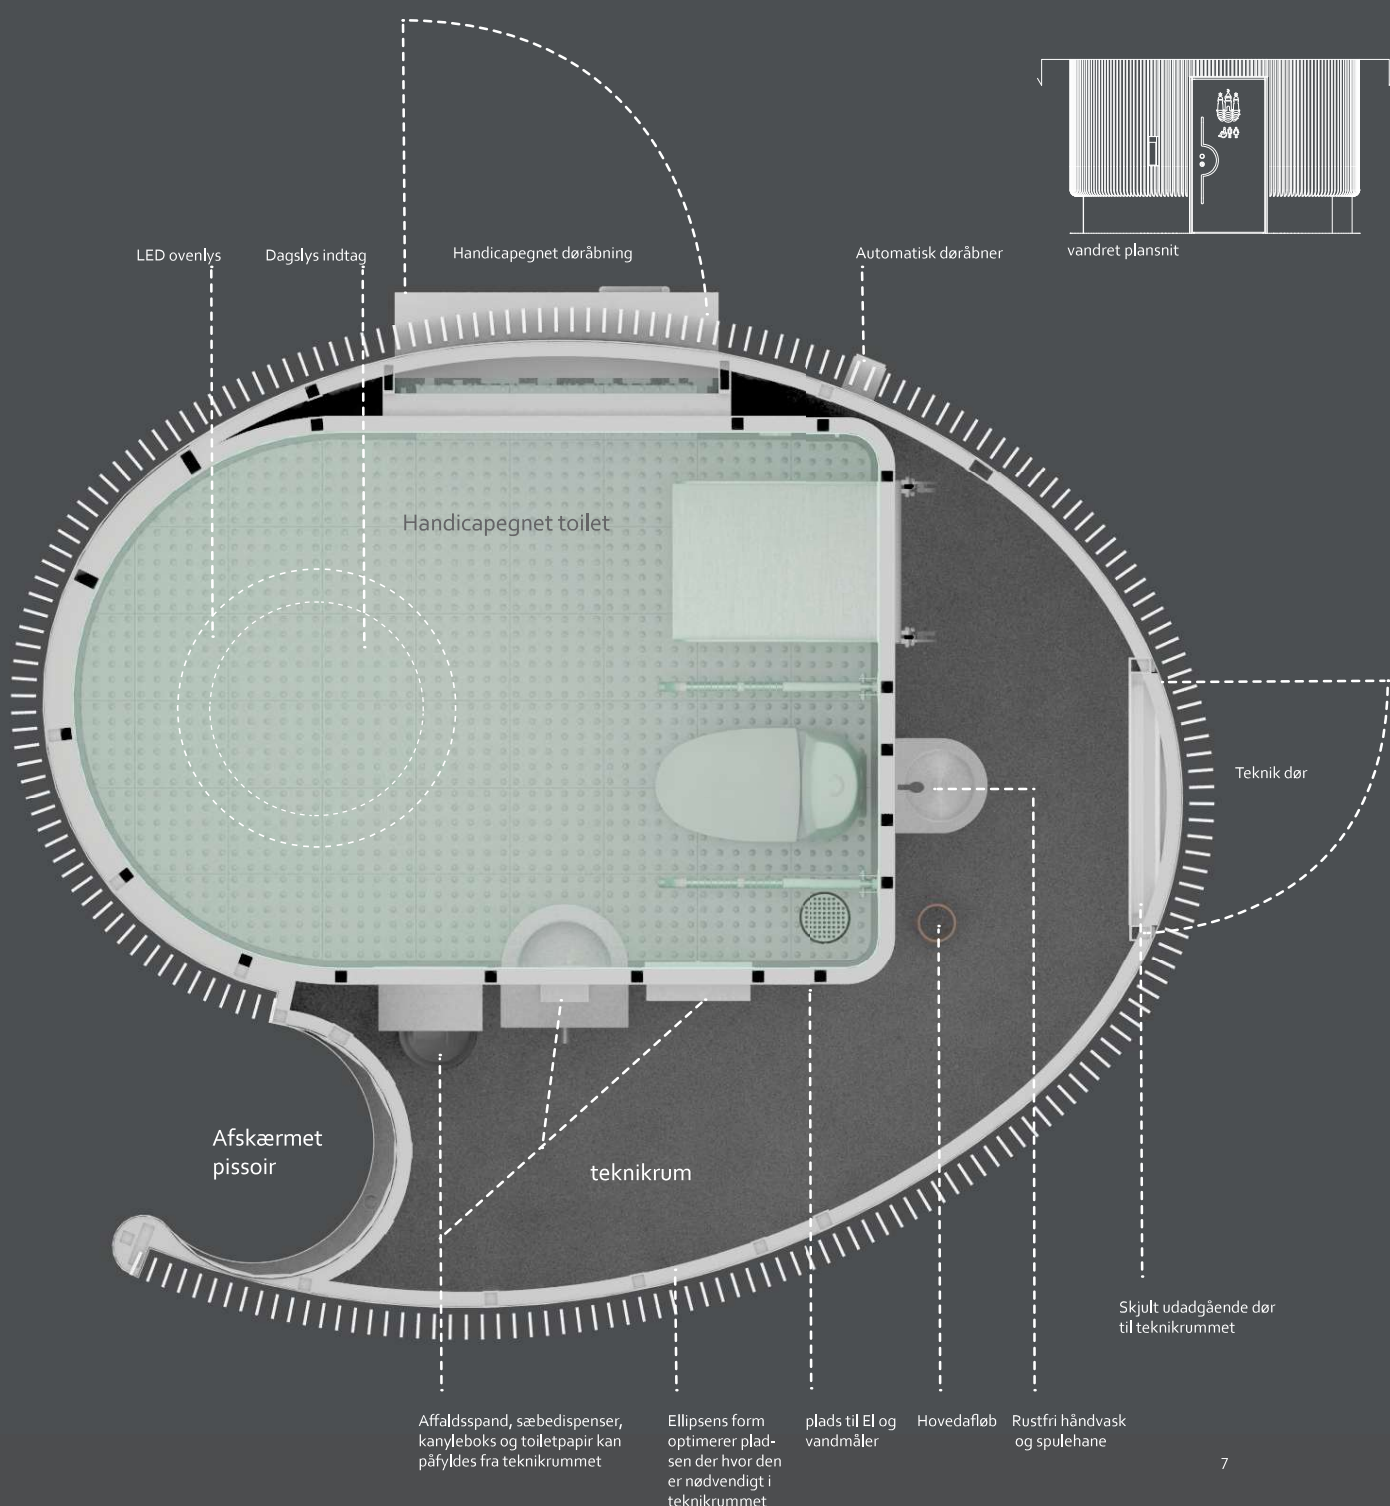 LED ovenlys
Dagslys indtag
Handicapegnet døråbning
Automatisk døråbner
vandret plansnit
Handicapegnet toilet
Teknik dør
Afskærmet
pissoir
teknikrum
Skjult udadgående dør
til teknikrummet
Affaldsspand, sæbedispenser,
kanyleboks og toiletpapir kan
påfyldes fra teknikrummet
Ellipsens form
optimerer plad-
sen der hvor den
er nødvendigt i
teknikrummet
plads til El og
vandmåler
Hovedafløb
Rustfri håndvask
og spulehane
7